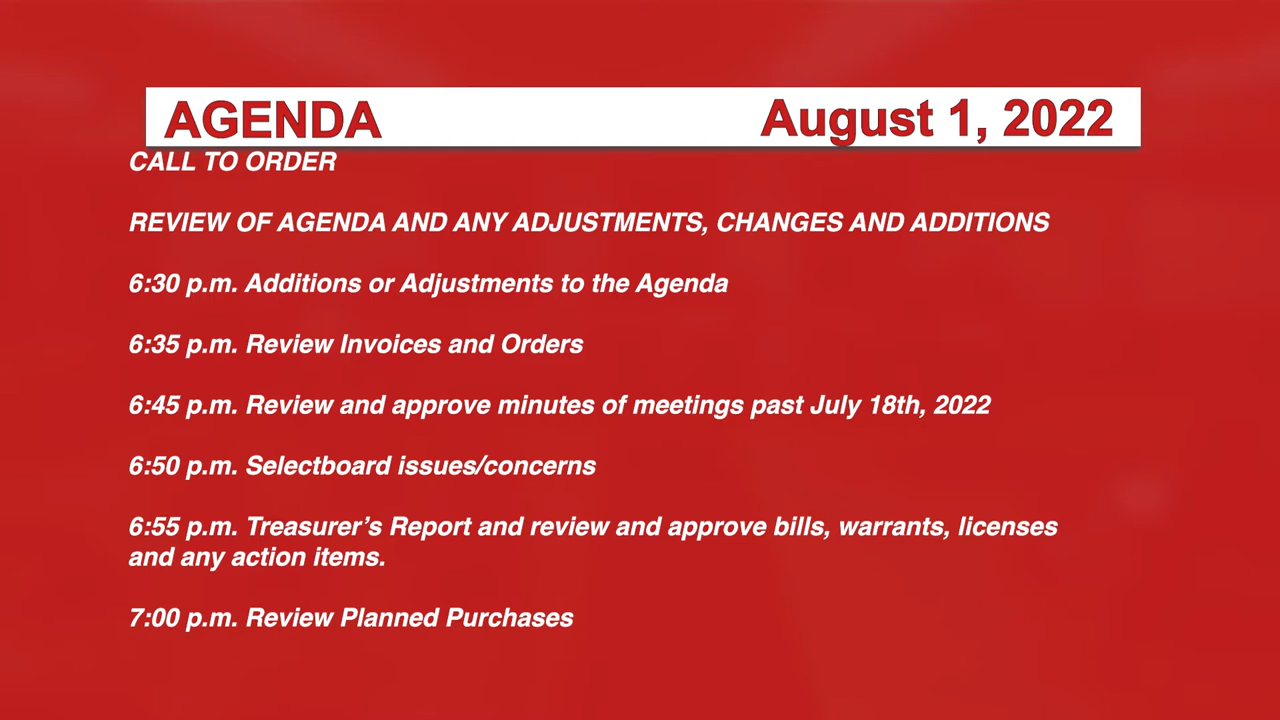 AGENDA August 1, 2022
CALL TO ORDER
REVIEW OF AGENDA AND ANY ADJUSTMENTS, CHANGES AND ADDITIONS
6:30 p.m. Additions or Adjustments to the Agenda
6:35 p.m. Review Invoices and Orders
6:45 p.m. Review and approve minutes of meetings past July 18th, 2022
6:50 p.m. Selectboard issues/concerns
6:55 p.m. Treasurer’s Report and review and approve bills, warrants, licenses
and any action items.
7:00 p.m. Review Planned Purchases